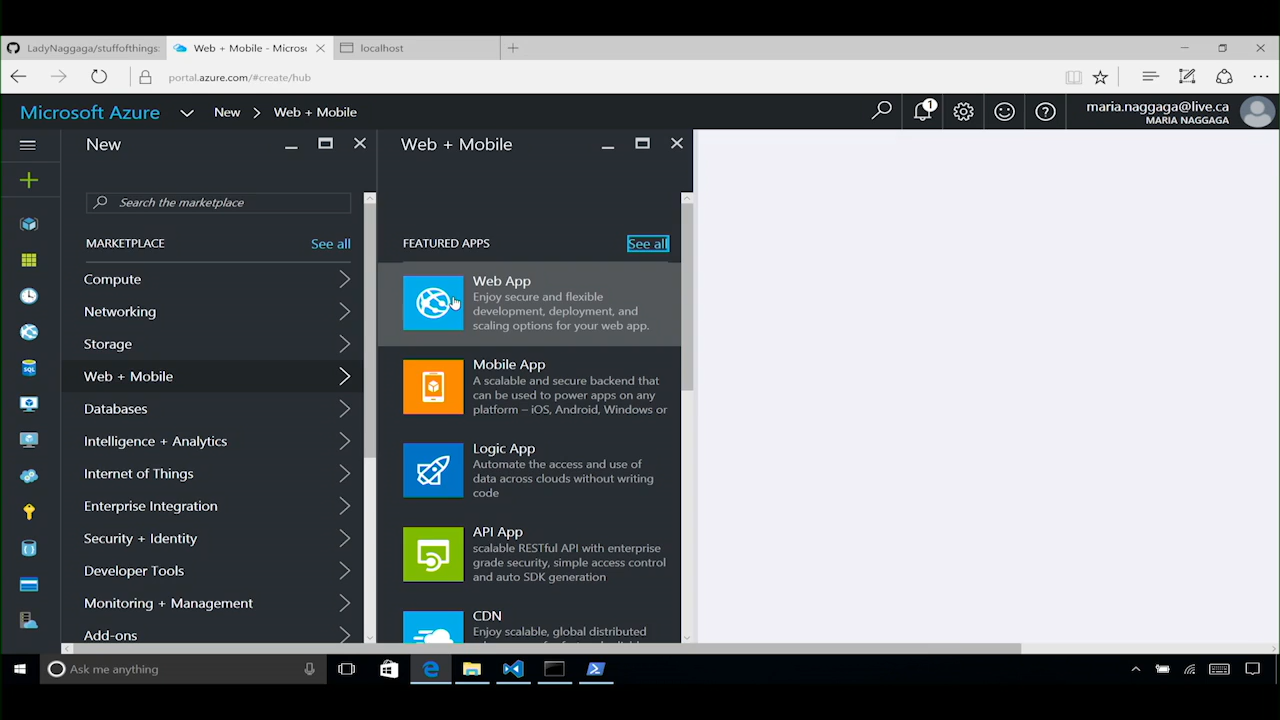 LadyNaggaga/stuffofthings:
Web + Mobile - Micros
localhost
portal.azure.com/#create/hub
Microsoft Azure
New
Web + Mobile
1
maria.naggaga@live.ca
MARIA NAGGAGA
New
Search the marketplace
MARKETPLACE
See all
Compute
Networking
Storage
Web + Mobile
Databases
Intelligence + Analytics
Internet of Things
Enterprise Integration
Security + Identity
Developer Tools
Monitoring + Management
Add-ons
Web + Mobile
FEATURED APPS
See all
Web App
Enjoy secure and flexible
development, deployment, and
scaling options for your web app.
Mobile App
A scalable and secure backend that
can be used to power apps on any
platform – iOS, Android, Windows or
Logic App
Automate the access and use of
data across clouds without writing
code
API App
scalable RESTful API with enterprise
grade security, simple access control
and auto SDK generation
CDN
Enjoy scalable, global distributed
SQL
Ask me anything